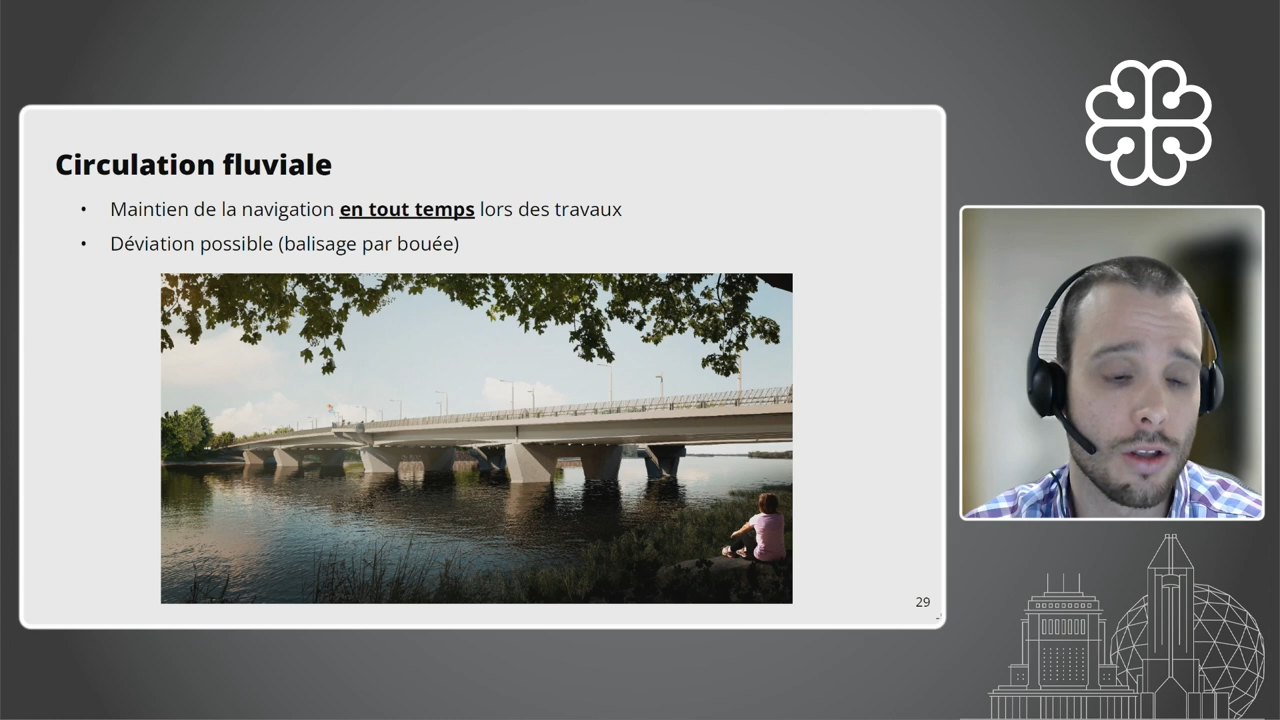 Circulation fluviale
• Maintien de la navigation en tout temps lors des travaux
• Déviation possible (balisage par bouée)
29